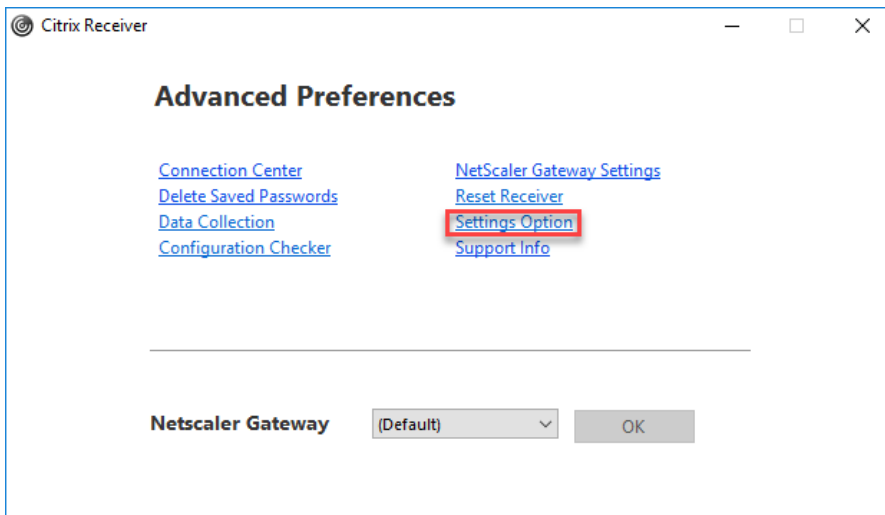 Citrix Receiver
Advanced Preferences
Connection Center
Delete Saved Passwords
Data Collection
Configuration Checker
NetScaler Gateway Settings
Reset Receiver
Settings Option
Support Info
Netscaler Gateway
(Default)
OK